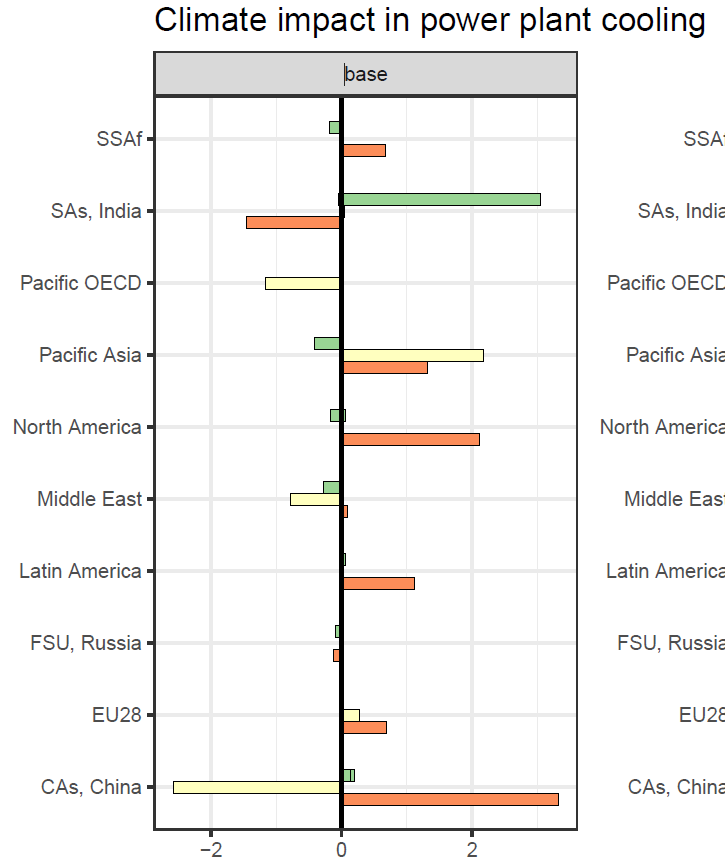 Climate impact in power plant cooling
base
SSAf
SAs, India
Pacific OECD
Pacific Asia
North America
Middle East
Latin America
FSU, Russia
EU28
CAs, China
−2 0 2
SSAf
SAs, India
Pacific OECD
Pacific Asia
North America
Middle East
Latin America
FSU, Russia
EU28
CAs, China